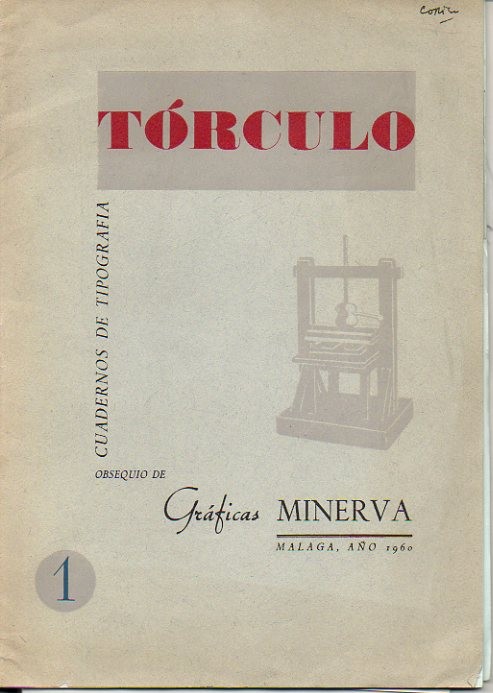 TÓRCULO
CUADERNOS DE TIPOGRAFIA
OBSEQUIO DE
Gráficas MINERVA
MALAGA, AÑO 1960
1